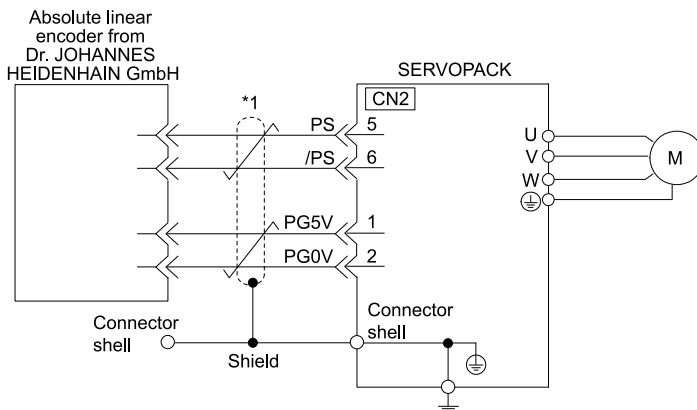 Absolute linear
encoder from
Dr. JOHANNES
HEIDENHAIN GmbH
SERVOPACK
*1
CN2
PS
5
/PS
6
PG5V
1
PG0V
2
U
V
W
M
Connector
shell
Shield
Connector
shell